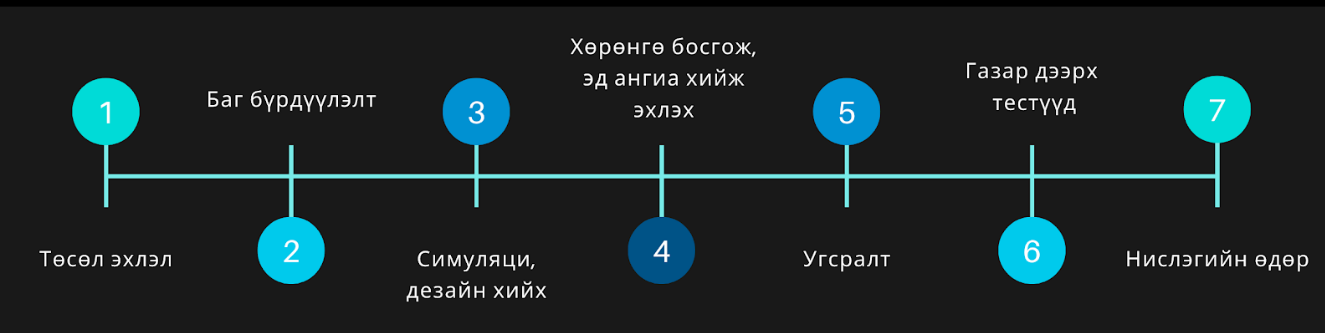 1
Төсөл эхлэл
Баг бүрдүүлэлт
2
3
Симуляци,
дезайн хийх
Хөрөнгө босгож,
эд ангиа хийж
эхлэх
4
5
Угсралт
Газар дээрх
тестүүд
6
7
Нислэгийн өдөр